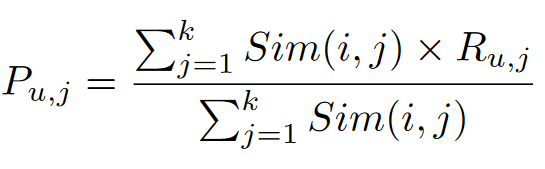 P_{u,j} = \frac{\sum_{j=1}^{k} Sim(i, j) \times R_{u,j}}{\sum_{j=1}^{k} Sim(i, j)}